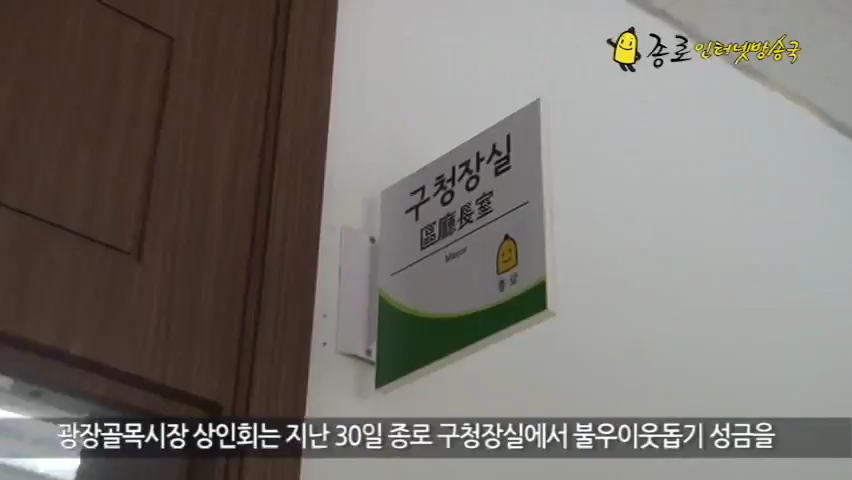 종로 인터넷방송국
구청장실
區廳長室
Mayor
종로
광장골목시장 상인회는 지난 30일 종로 구청장실에서 불우이웃돕기 성금을